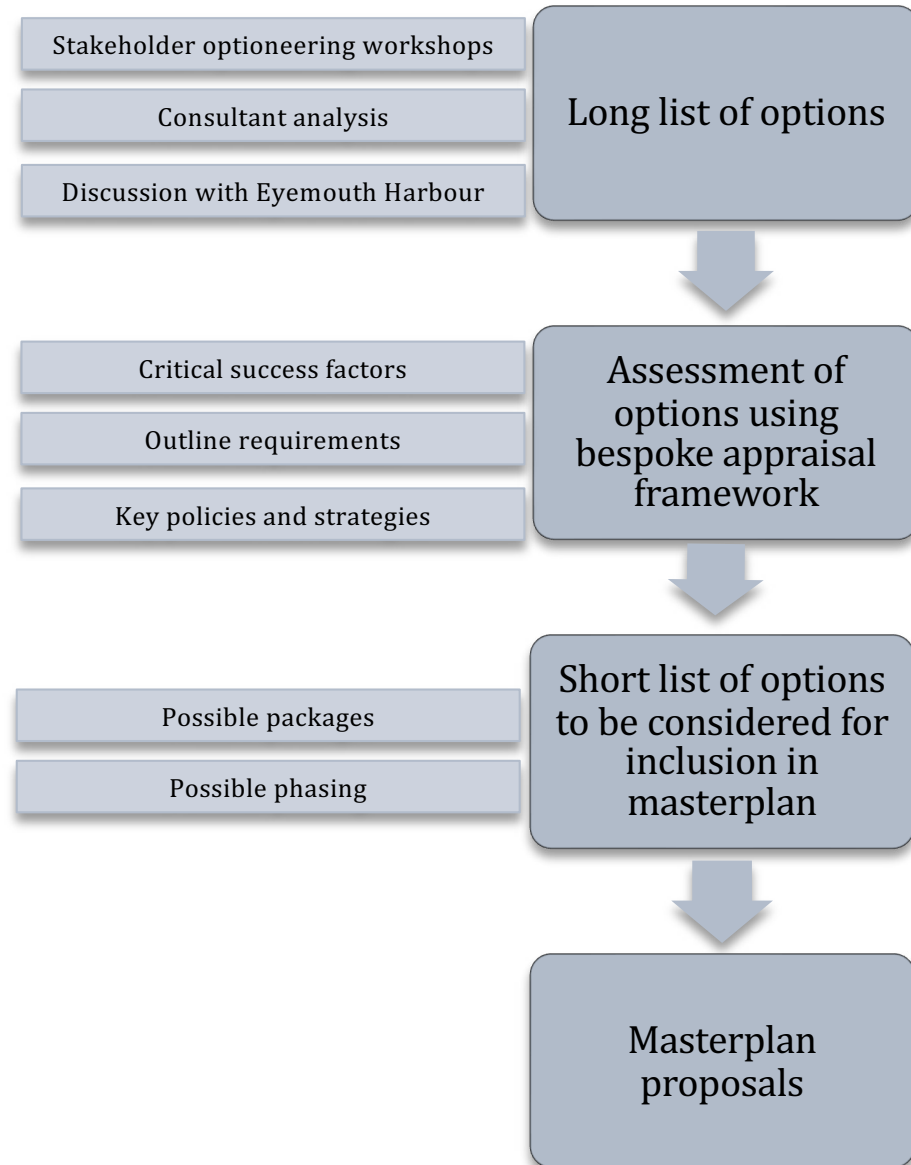 Stakeholder optioneering workshops
Consultant analysis
Discussion with Eyemouth Harbour
Long list of options
Critical success factors
Outline requirements
Key policies and strategies
Assessment of
options using
bespoke appraisal
framework
Possible packages
Possible phasing
Short list of options
to be considered for
inclusion in
masterplan
Masterplan
proposals